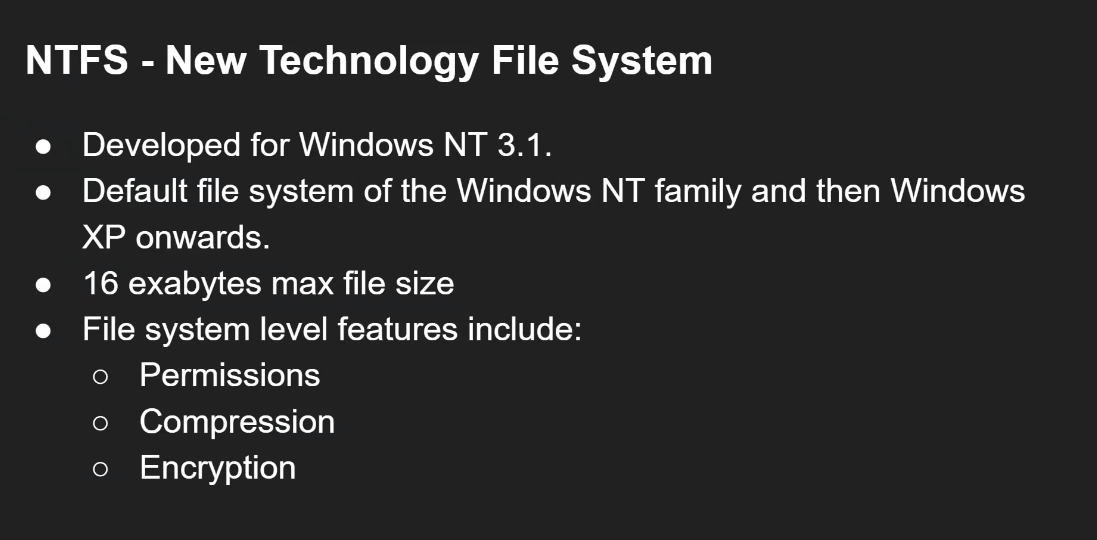 NTFS - New Technology File System
● Developed for Windows NT 3.1.
● Default file system of the Windows NT family and then Windows
XP onwards.
● 16 exabytes max file size
● File system level features include:
○ Permissions
○ Compression
○ Encryption